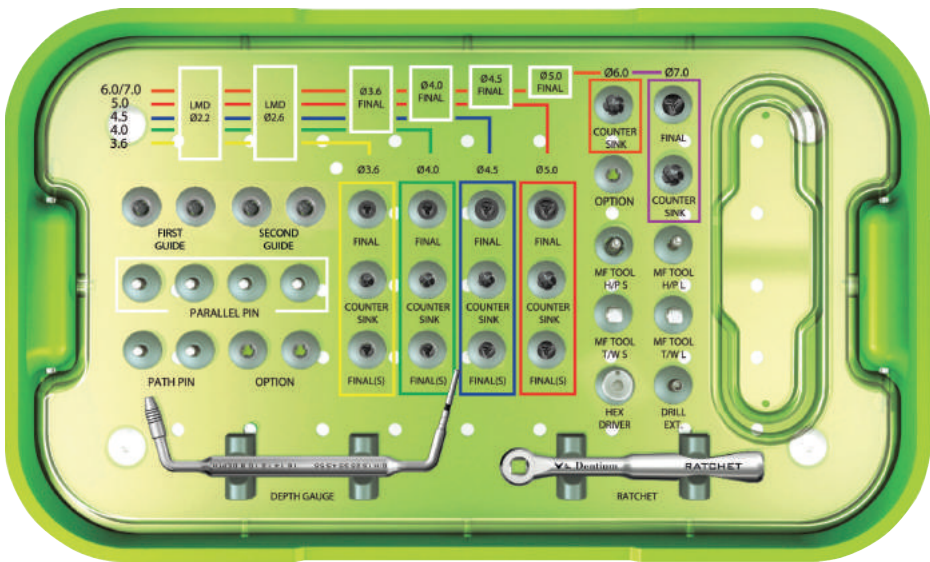 6.0/7.0
5.0
4.5
4.0
3.6
LMD
Ø2.2
LMD
Ø2.6
Ø3.6
FINAL
Ø4.0
FINAL
Ø4.5
FINAL
Ø5.0
FINAL
Ø6.0
Ø7.0
COUNTER
SINK
FINAL
OPTION
COUNTER
SINK
Ø3.6
Ø4.0
Ø4.5
Ø5.0
FIRST
GUIDE
SECOND
GUIDE
FINAL
FINAL
FINAL
FINAL
MF TOOL
H/P S
MF TOOL
H/P L
PARALLEL PIN
COUNTER
SINK
COUNTER
SINK
COUNTER
SINK
COUNTER
SINK
MF TOOL
T/W S
MF TOOL
T/W L
PATH PIN
OPTION
FINAL(S)
FINAL(S)
FINAL(S)
FINAL(S)
HEX
DRIVER
DRILL
EXT.
Dentium
RATCHET
DEPTH GAUGE
RATCHET